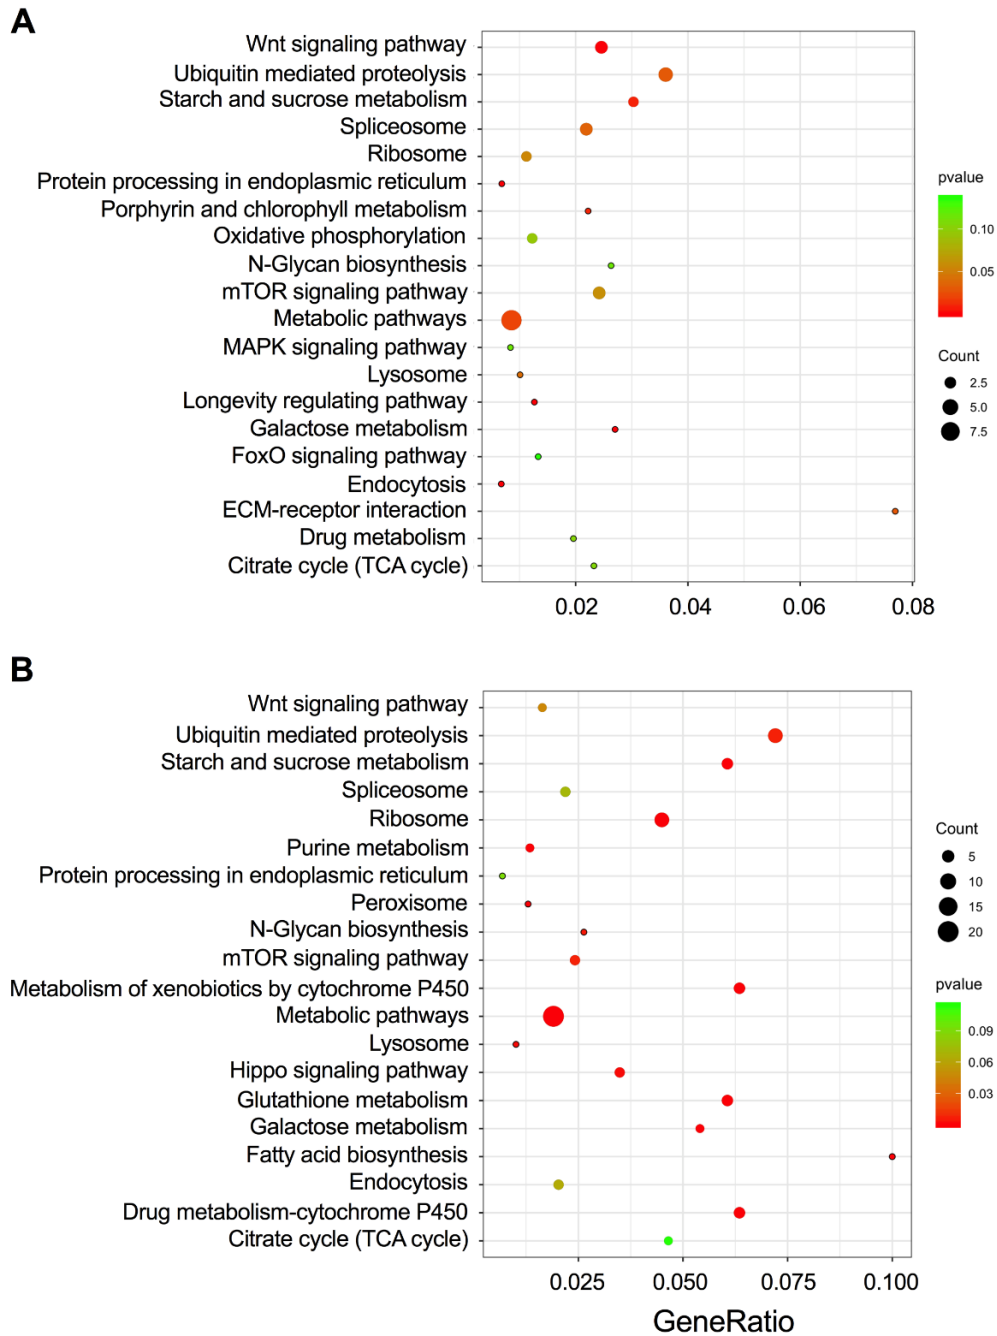 A
Wnt signaling pathway
Ubiquitin mediated proteolysis
Starch and sucrose metabolism
Spliceosome
Ribosome
Protein processing in endoplasmic reticulum
Porphyrin and chlorophyll metabolism
Oxidative phosphorylation
N-Glycan biosynthesis
mTOR signaling pathway
Metabolic pathways
MAPK signaling pathway
Lysosome
Longevity regulating pathway
Galactose metabolism
FoxO signaling pathway
Endocytosis
ECM-receptor interaction
Drug metabolism
Citrate cycle (TCA cycle)
0.02 0.04 0.06 0.08
pvalue
0.10
0.05
Count
2.5
5.0
7.5
B
Wnt signaling pathway
Ubiquitin mediated proteolysis
Starch and sucrose metabolism
Spliceosome
Ribosome
Purine metabolism
Protein processing in endoplasmic reticulum
Peroxisome
N-Glycan biosynthesis
mTOR signaling pathway
Metabolism of xenobiotics by cytochrome P450
Metabolic pathways
Lysosome
Hippo signaling pathway
Glutathione metabolism
Galactose metabolism
Fatty acid biosynthesis
Endocytosis
Drug metabolism-cytochrome P450
Citrate cycle (TCA cycle)
0.025 0.050 0.075 0.100
GeneRatio
Count
5
10
15
20
pvalue
0.09
0.06
0.03